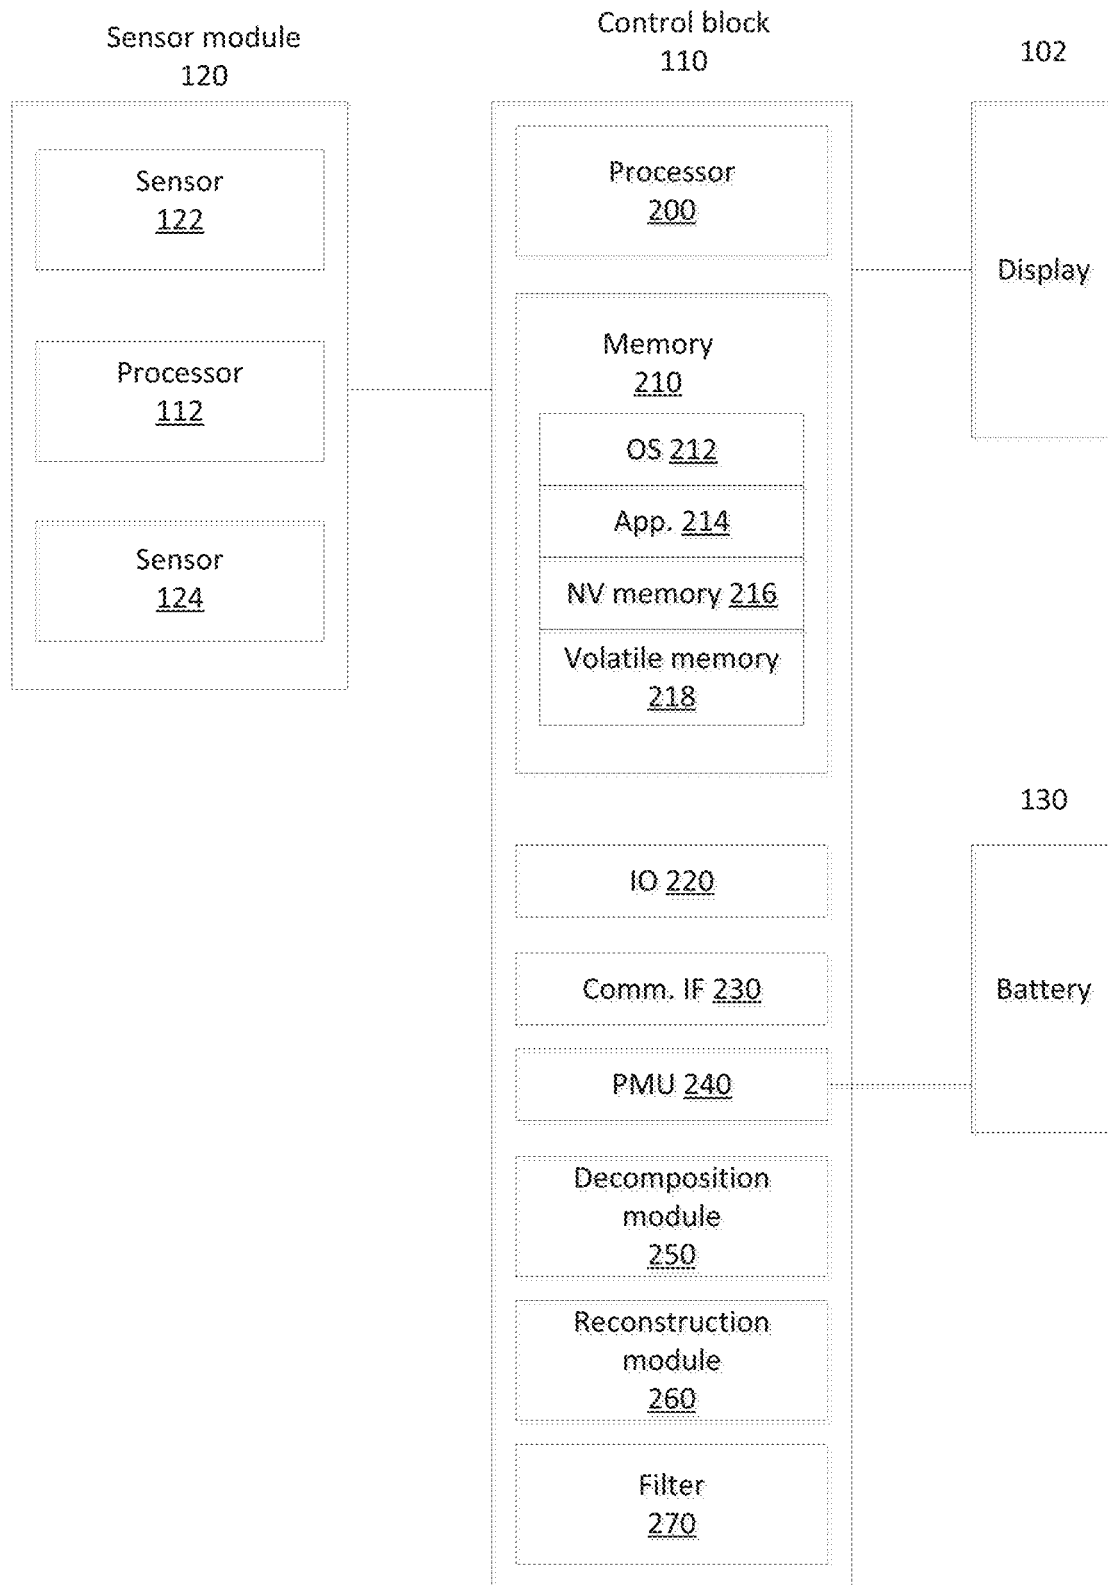 Sensor module
120
Sensor
122
Processor
112
Sensor
124
Control block
110
Processor
200
Memory
210
OS 212
App. 214
NV memory 216
Volatile memory
218
IO 220
Comm. IF 230
PMU 240
Decomposition
module
250
Reconstruction
module
260
Filter
270
102
Display
130
Battery